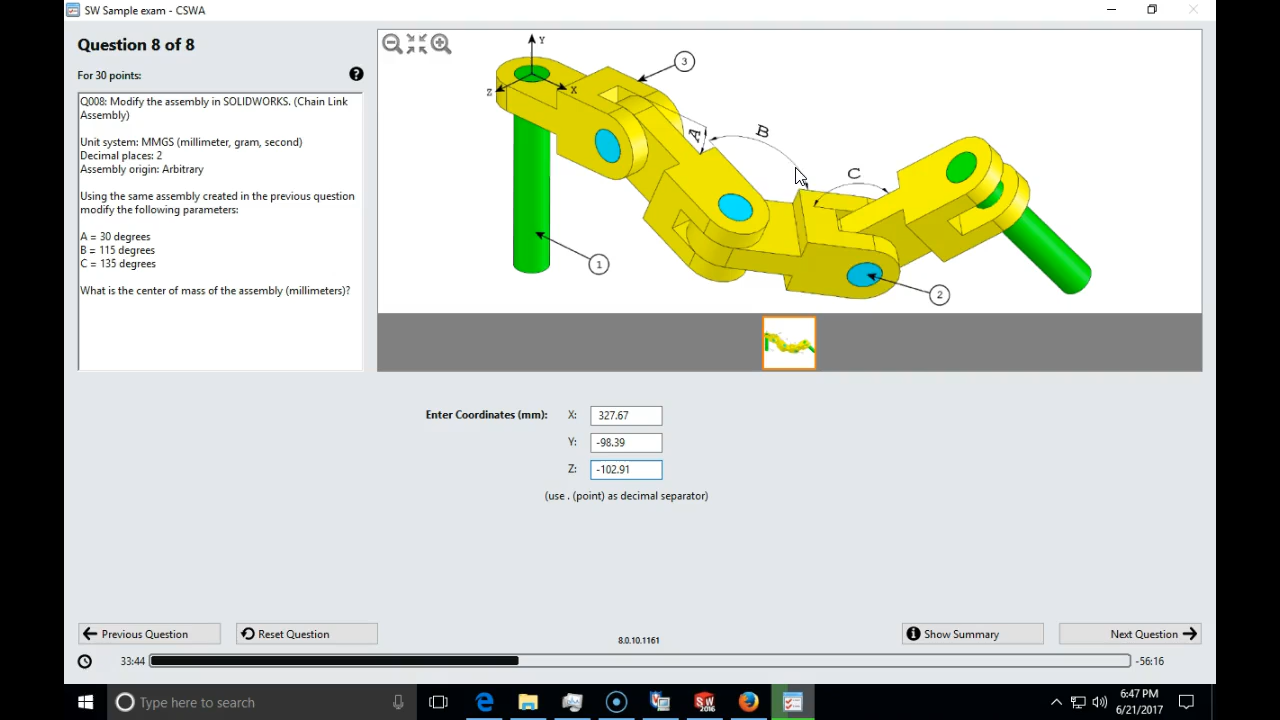 SW Sample exam - CSWA
Question 8 of 8
For 30 points:
?
Q008: Modify the assembly in SOLIDWORKS. (Chain Link
Assembly)
Unit system: MMGS (millimeter, gram, second)
Decimal places: 2
Assembly origin: Arbitrary
Using the same assembly created in the previous question
modify the following parameters:
A = 30 degrees
B = 115 degrees
C = 135 degrees
What is the center of mass of the assembly (millimeters)?
Y
Z
X
3
A
B
C
1
2
Enter Coordinates (mm):
X: 327.67
Y: -98.39
Z: -102.91
(use . (point) as decimal separator)
Previous Question
Reset Question
8.0.10.1161
Show Summary
Next Question
33:44
-56:16
Type here to search
SW
2016
6:47 PM
6/21/2017